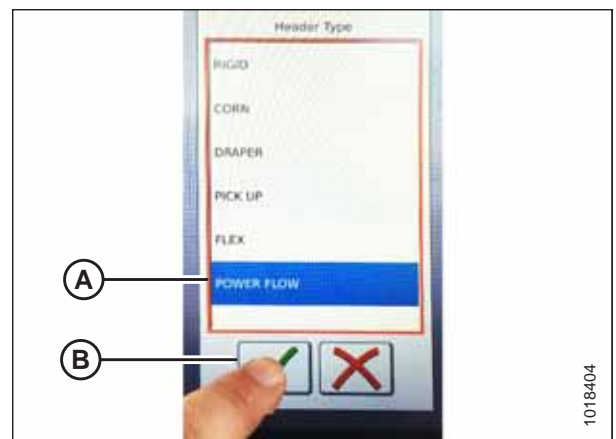 Header Type
RIGID
CORN
DRAPER
PICK UP
FLEX
POWER FLOW
A
B
1018404